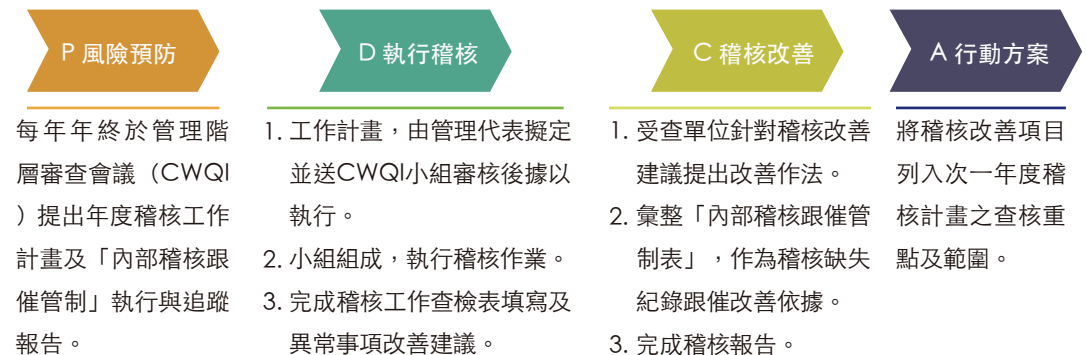 P 風險預防
每年年終於管理階
層審查會議（CWQI
）提出年度稽核工作
計畫及「內部稽核跟
催管制」執行與追蹤
報告。
D 執行稽核
1. 工作計畫，由管理代表擬定
並送CWQI小組審核後據以
執行。
2. 小組組成，執行稽核作業。
3. 完成稽核工作查檢表填寫及
異常事項改善建議。
C 稽核改善
1. 受查單位針對稽核改善
建議提出改善作法。
2. 彙整「內部稽核跟催管
制表」，作為稽核缺失
紀錄跟催改善依據。
3. 完成稽核報告。
A 行動方案
將稽核改善項目
列入次一年度稽
核計畫之查核重
點及範圍。